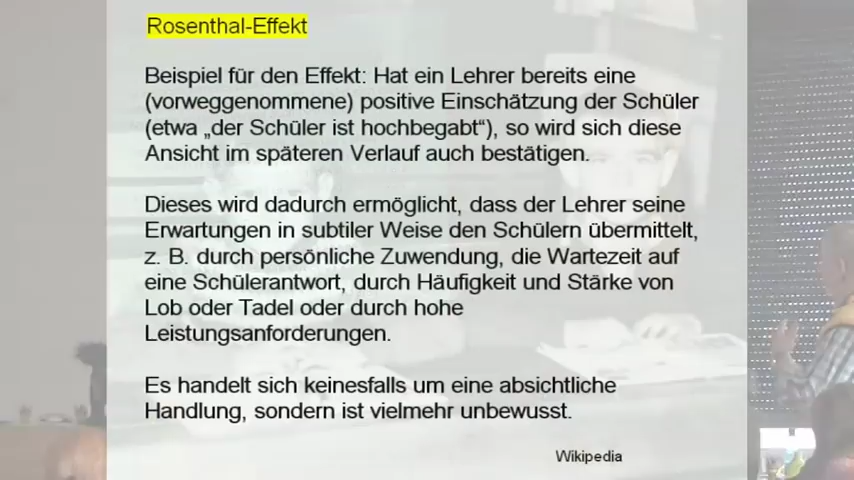 Rosenthal-Effekt
Beispiel für den Effekt: Hat ein Lehrer bereits eine
(vorweggenommene) positive Einschätzung der Schüler
(etwa „der Schüler ist hochbegabt“), so wird sich diese
Ansicht im späteren Verlauf auch bestätigen.
Dieses wird dadurch ermöglicht, dass der Lehrer seine
Erwartungen in subtiler Weise den Schülern übermittelt,
z. B. durch persönliche Zuwendung, die Wartezeit auf
eine Schülerantwort, durch Häufigkeit und Stärke von
Lob oder Tadel oder durch hohe
Leistungsanforderungen.
Es handelt sich keinesfalls um eine absichtliche
Handlung, sondern ist vielmehr unbewusst.
Wikipedia